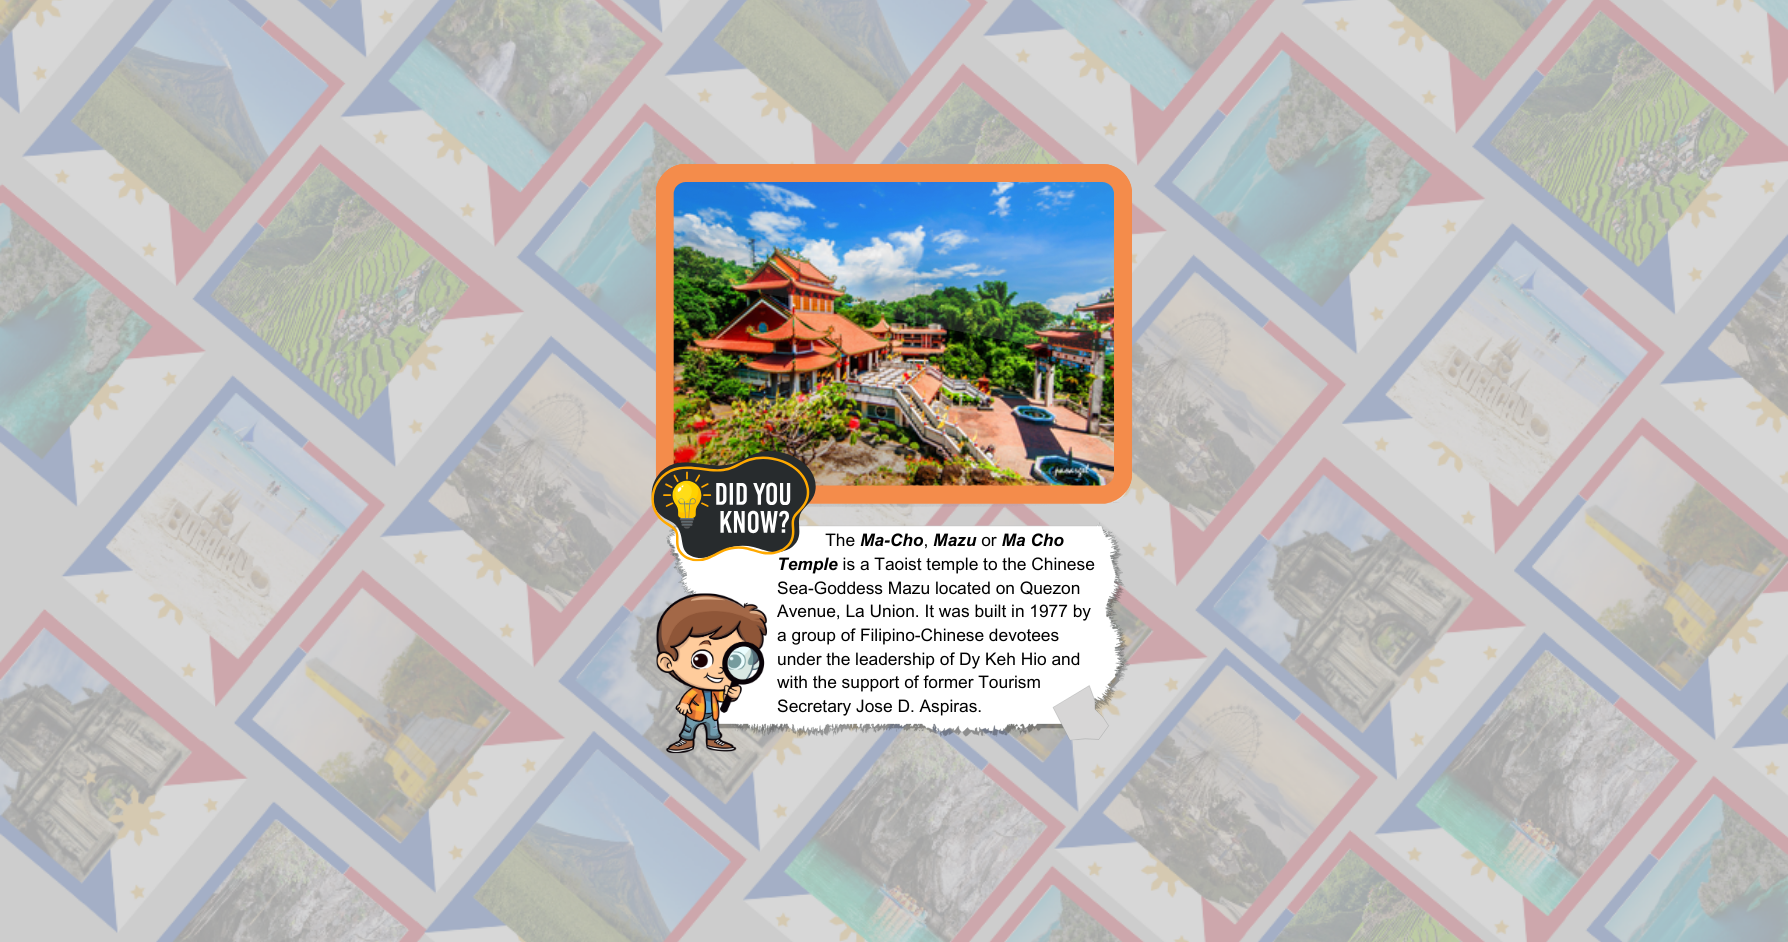 DID YOU
KNOW?
The Ma-Cho, Mazu or Ma Cho
Temple is a Taoist temple to the Chinese
Sea-Goddess Mazu located on Quezon
Avenue, La Union. It was built in 1977 by
a group of Filipino-Chinese devotees
under the leadership of Dy Keh Hio and
with the support of former Tourism
Secretary Jose D. Aspiras.